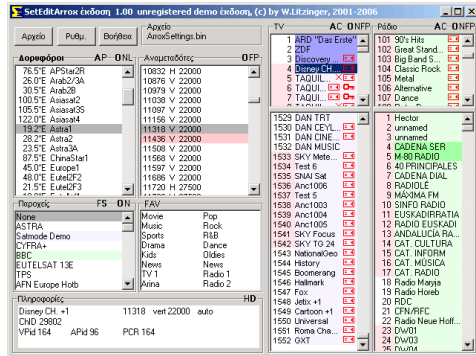 SetEditArrox έκδοση 1.00 unregistered demo έκδοση, (c) by W.Litzinger, 2001-2006
Αρχείο
Ρυθμ.
Βοήθεια
Αρχείο
ArroxSettings.bin
Δορυφόροι AP ONL
76.5°E APStar2R
26.0°E Arab2/3A
30.5°E Arab2B
100.5°E Asiasat2
105.5°E Asiasat3S
122.0°E Asiasat4
19.2°E Astra1
28.2°E Astra2
23.5°E Astra3A
87.5°E ChinaStar1
45.0°E Europe1
48.0°E Eutel2F2
21.5°E Eutel2F3
Αναμεταδότες OFP
10832 H 22000
10876 V 22000
10979 V 22000
11038 V 22000
11097 V 22000
11156 V 22000
11318 V 22000
11436 V 22000
11508 V 22000
11568 V 22000
11597 V 22000
11686 V 22000
11720 H 27500
Παροχείς FS ON
None
ASTRA
Satmode Demo
CYFRA+
BBC
EUTELSAT 13E
TPS
AFN Europe Hotb
FAV
Movie Pop
Music Rock
Sports R&B
Drama Dance
Kids Oldies
News News
TV 1 Radio 1
Arina Radio 2
Πληροφορίες HD
Disney CH. +1 11318 vert 22000 auto
ChID 29802
VPid 164 APid 96 PCR 164
TV AC ONFP
1 ARD "Das Erste"
2 ZDF
3 Discovery ...
4 Disney CH....
5 TAQUIL...
6 TAQUI...
7 TAQUI...
1529 DAN TRT
1530 DAN CEYL...
1531 DAN CINE...
1532 DAN MUSIC
1533 SKY Mete...
1534 Test 6
1535 SNAI Sat
1536 Anc1006
1537 Test 5
1538 Anc1003
1539 Anc1004
1540 Anc1005
1541 SKY Focus
1542 SKY TG 24
1543 NationalGeo
1544 History
1545 Boomerang
1546 Hallmark
1547 Fox
1548 Jetix +1
1549 Cartoon +1
1550 Universal
1551 Roma Cha...
1552 GXT
Ράδιο AC ONFP
101 90's Hits
102 Great Stand...
103 Big Band S...
104 Classic Rock
105 Metal
106 Alternative
107 Dance
1 Hector
2 unnamed
3 unnamed
4 CADENA SER
5 M-80 RADIO
6 40 PRINCIPALES
7 CADENA DIAL
8 RADIOLÉ
9 MÁXIMA FM
10 SINFO RADIO
11 EUSKADIRRATIA
12 RADIO EUSKADI
13 ANDALUCÍA RA...
14 CAT. CULTURA
15 CAT. INFORM
16 CAT. MÚSICA
17 CAT. RADIO
18 Radio Maryja
19 Radio Horeb
20 RDC
21 CFN/RFC
22 Radio Neue Hoff...
23 DW01
24 DW03